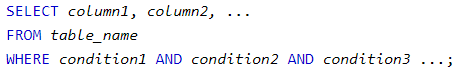 SELECT column1, column2, ...
FROM table_name
WHERE condition1 AND condition2 AND condition3 ...;